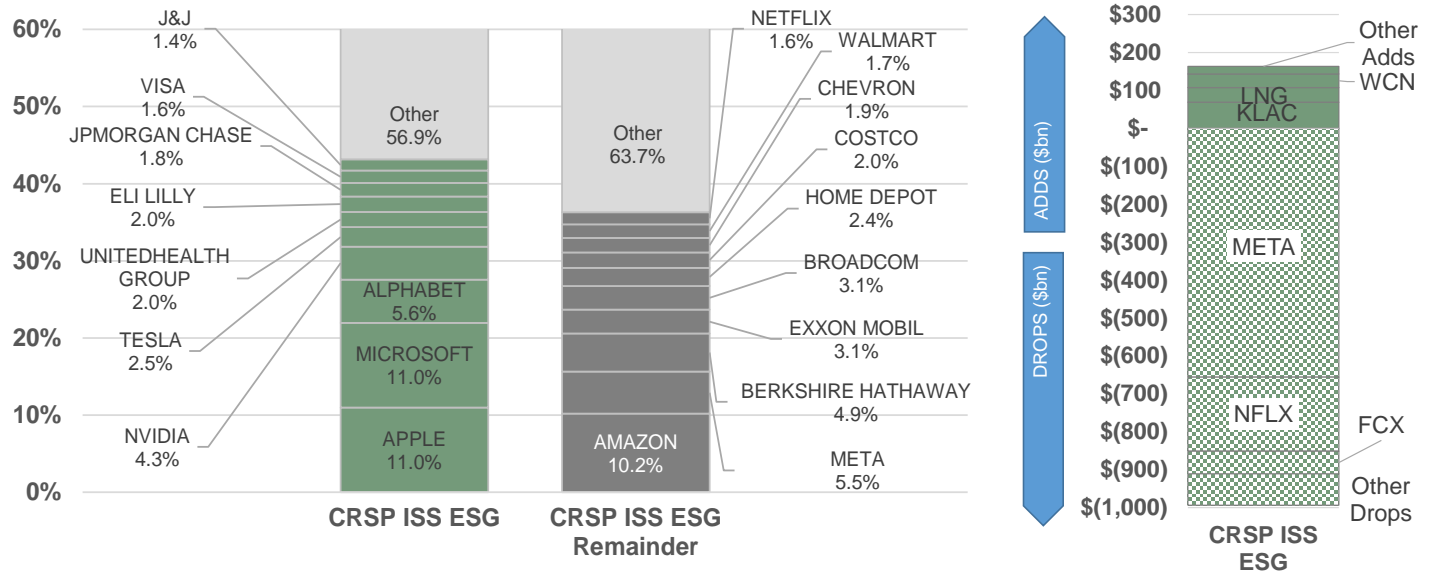 60%
50%
40%
30%
20%
10%
0%
J&J
1.4%
VISA
1.6%
JPMORGAN CHASE
1.8%
ELI LILLY
2.0%
UNITEDHEALTH
GROUP
2.0%
TESLA
2.5%
NVIDIA
4.3%
Other
56.9%
ALPHABET
5.6%
MICROSOFT
11.0%
APPLE
11.0%
CRSP ISS ESG
Other
63.7%
AMAZON
10.2%
CRSP ISS ESG
Remainder
NETFLIX
1.6%
WALMART
1.7%
CHEVRON
1.9%
COSTCO
2.0%
HOME DEPOT
2.4%
BROADCOM
3.1%
EXXON MOBIL
3.1%
BERKSHIRE HATHAWAY
4.9%
META
5.5%
ADDS ($bn)
DROPS ($bn)
$300
$200
$100
$-
$(100)
$(200)
$(300)
$(400)
$(500)
$(600)
$(700)
$(800)
$(900)
$(1,000)
Other
Adds
WCN
LNG
KLAC
META
NFLX
FCX
Other
Drops
CRSP ISS
ESG